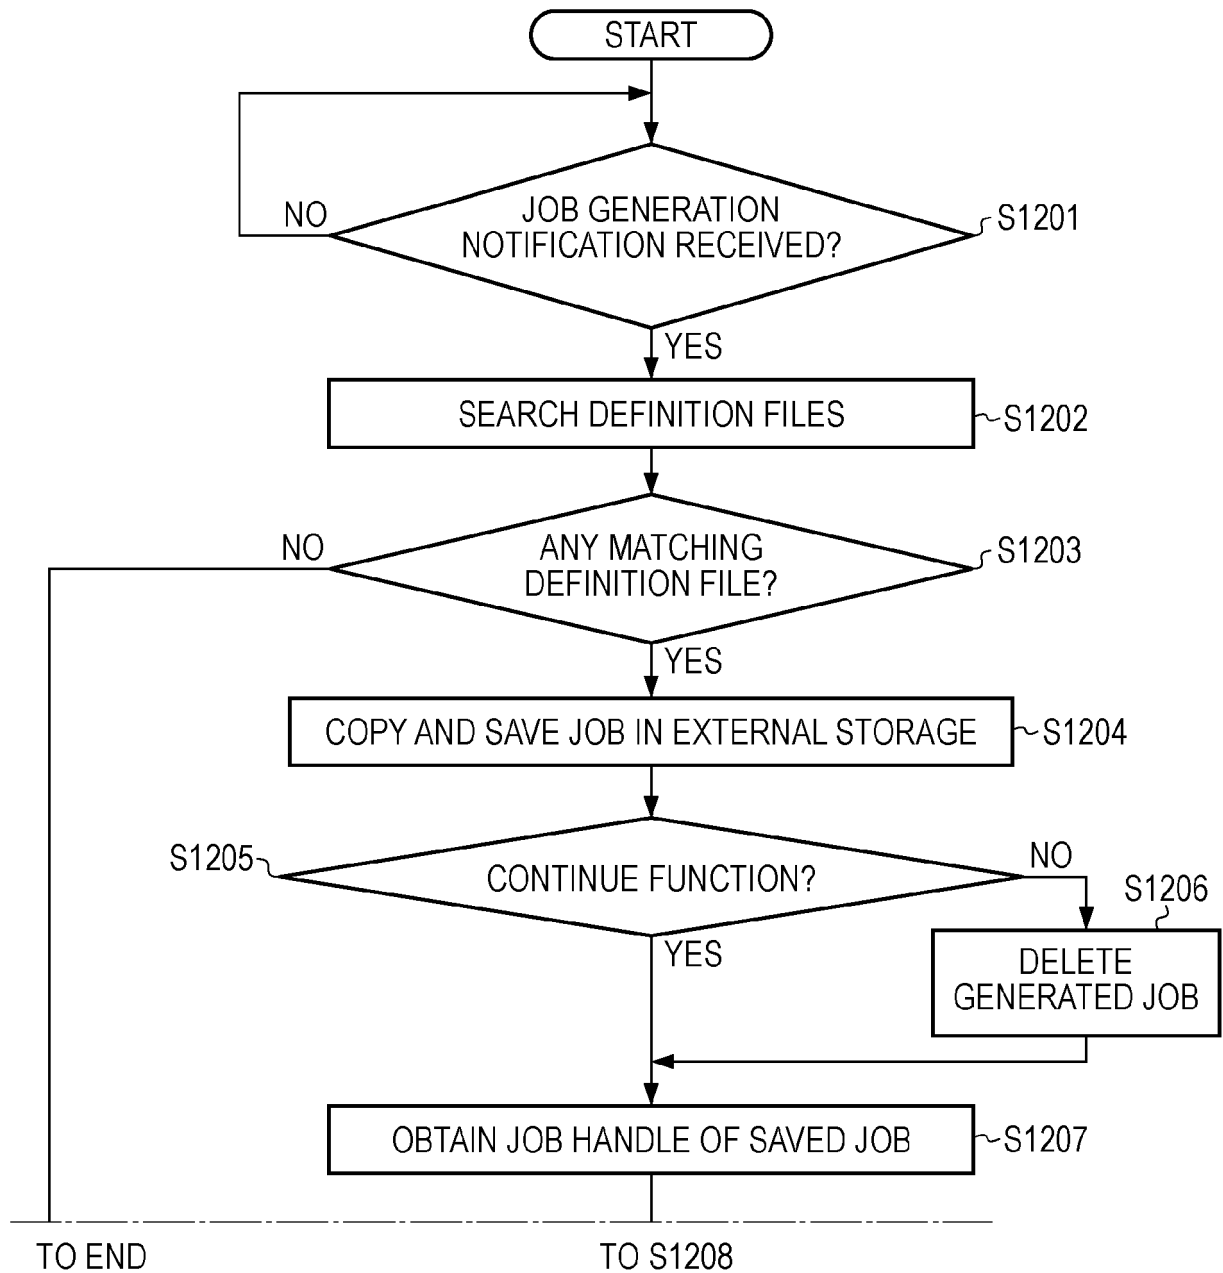 START
NO
JOB GENERATION
NOTIFICATION RECEIVED?
S1201
YES
SEARCH DEFINITION FILES
S1202
NO
ANY MATCHING
DEFINITION FILE?
S1203
YES
COPY AND SAVE JOB IN EXTERNAL STORAGE
S1204
S1205
CONTINUE FUNCTION?
NO
S1206
YES
DELETE
GENERATED JOB
OBTAIN JOB HANDLE OF SAVED JOB
S1207
TO END
TO S1208